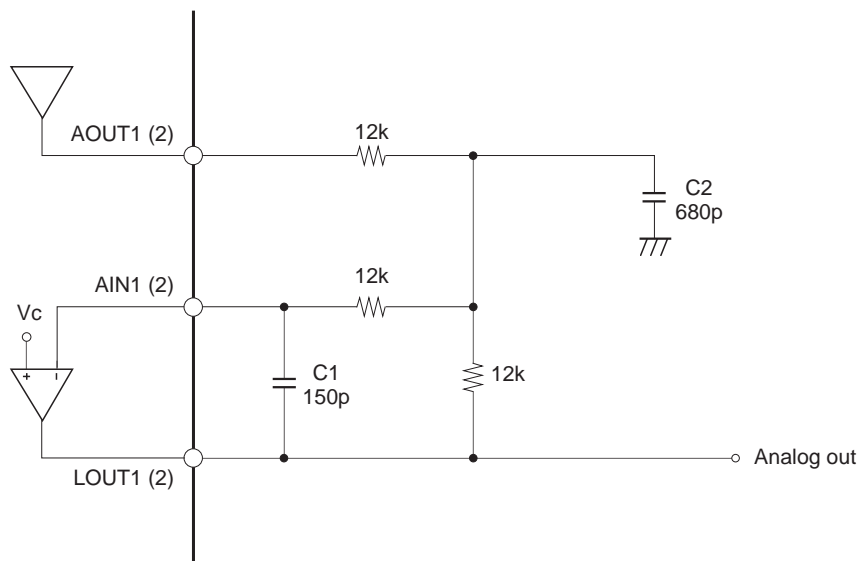 AOUT1 (2)
12k
C2
680p
AIN1 (2)
12k
Vc
+ –
C1
150p
12k
LOUT1 (2)
Analog out